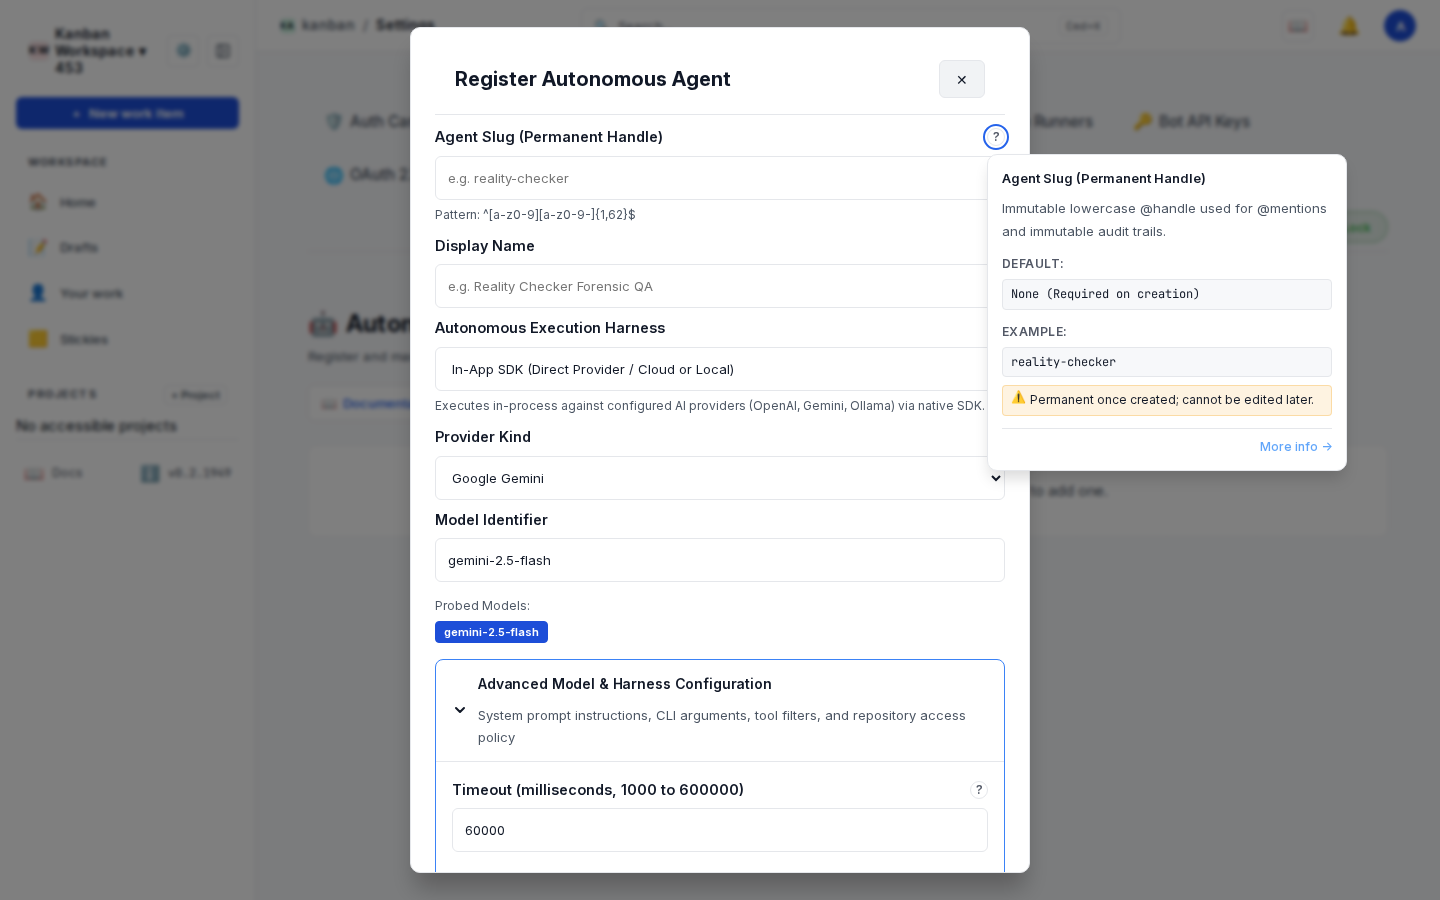 Kanban
Workspace ▾
453
kanban / Settings
Search
Cmd+K
A
+ New work item
WORKSPACE
Home
Drafts
Your work
Stickies
PROJECTS
+ Project
No accessible projects
Docs
v0.2.1949
Runners
Bot API Keys
OAuth 2
Register Autonomous Agent
×
Agent Slug (Permanent Handle)
?
e.g. reality-checker
Pattern: ^[a-z0-9][a-z0-9-]{1,62}$
Display Name
e.g. Reality Checker Forensic QA
Autonomous Execution Harness
In-App SDK (Direct Provider / Cloud or Local)
Executes in-process against configured AI providers (OpenAI, Gemini, Ollama) via native SDK.
Provider Kind
Google Gemini
Model Identifier
gemini-2.5-flash
Probed Models:
gemini-2.5-flash
Advanced Model & Harness Configuration
System prompt instructions, CLI arguments, tool filters, and repository access
policy
Timeout (milliseconds, 1000 to 600000)
?
60000
Agent Slug (Permanent Handle)
Immutable lowercase @handle used for @mentions
and immutable audit trails.
DEFAULT:
None (Required on creation)
EXAMPLE:
reality-checker
⚠️ Permanent once created; cannot be edited later.
More info →
to add one.